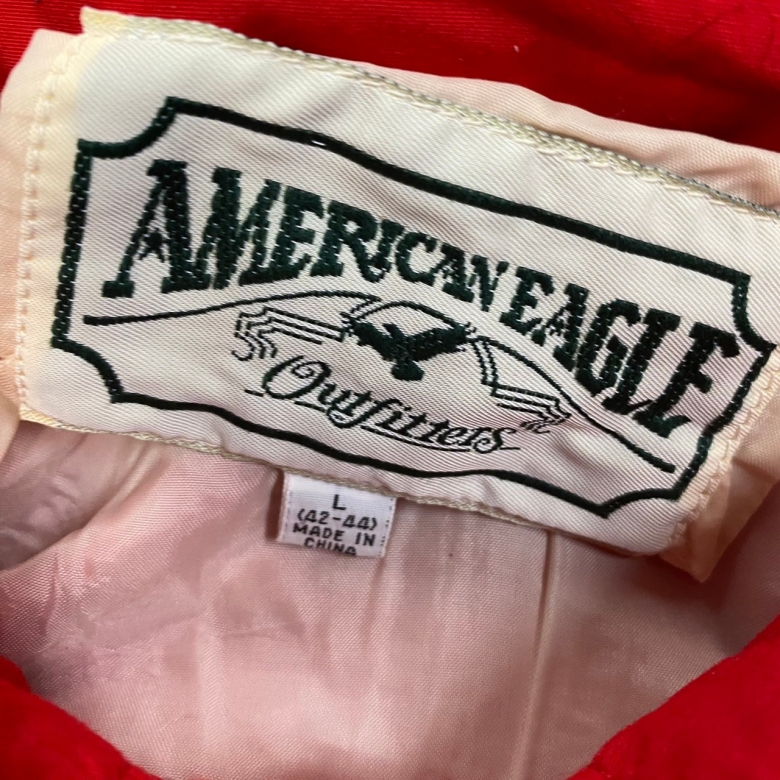 AMERICAN EAGLE
Outfitters
L
(42-44)
MADE IN
CHINA